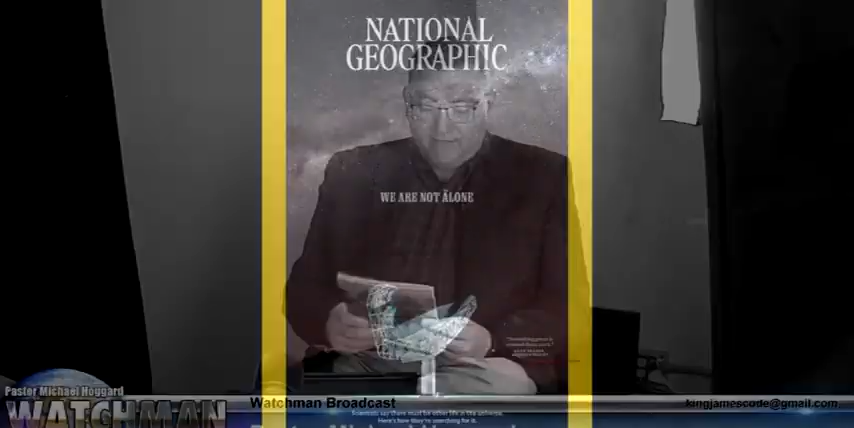 NATIONAL
GEOGRAPHIC
WE ARE NOT ALONE
Pastor Michael Hoggard
WATCHMAN
Watchman Broadcast
kingjamescode@gmail.com
Scientists say there must be other life in the universe.
Here's how they're searching for it.